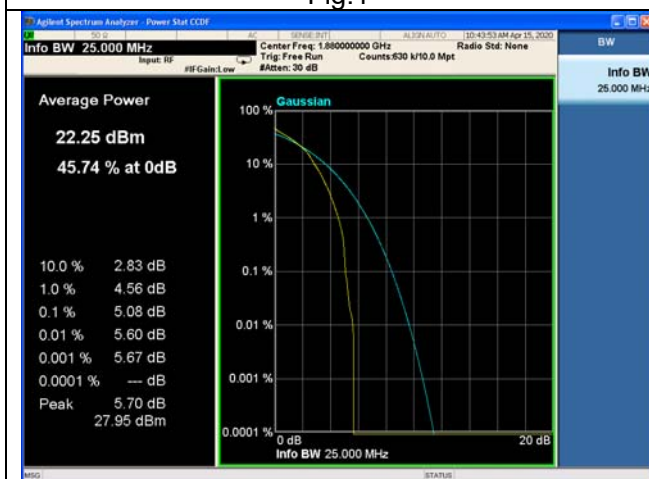 Agilent Spectrum Analyzer - Power Stat CCDF
50 Ω AC SENSE:INT ALIGN AUTO 10:43:53 AM Apr 15, 2020
Info BW 25.000 MHz
Center Freq: 1.880000000 GHz Radio Std: None
Input: RF
Trig: Free Run Counts:630 k/10.0 Mpt
#IFGain:Low
#Atten: 30 dB
BW
Info BW
25.000 MHz
Average Power
22.25 dBm
45.74 % at 0dB
10.0 % 2.83 dB
1.0 % 4.56 dB
0.1 % 5.08 dB
0.01 % 5.60 dB
0.001 % 5.67 dB
0.0001 % --- dB
Peak 5.70 dB
27.95 dBm
Gaussian
100 %
10 %
1 %
0.1 %
0.01 %
0.001 %
0.0001 %
0 dB 20 dB
Info BW 25.000 MHz
MSG STATUS